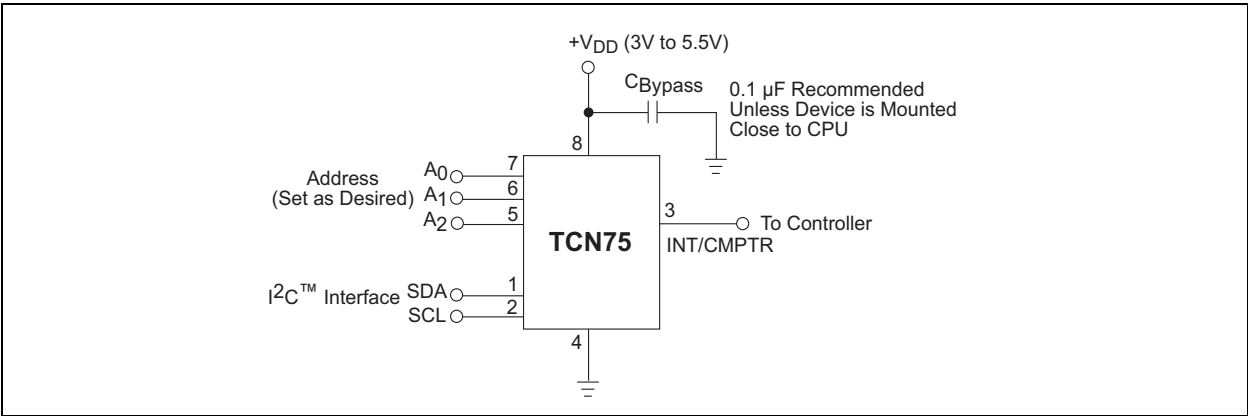 +VDD (3V to 5.5V)
CBypass
0.1 µF Recommended
Unless Device is Mounted
Close to CPU
8
Address
(Set as Desired)
A0
7
A1
6
A2
5
TCN75
3
To Controller
INT/CMPTR
I2C™ Interface
SDA
1
SCL
2
4